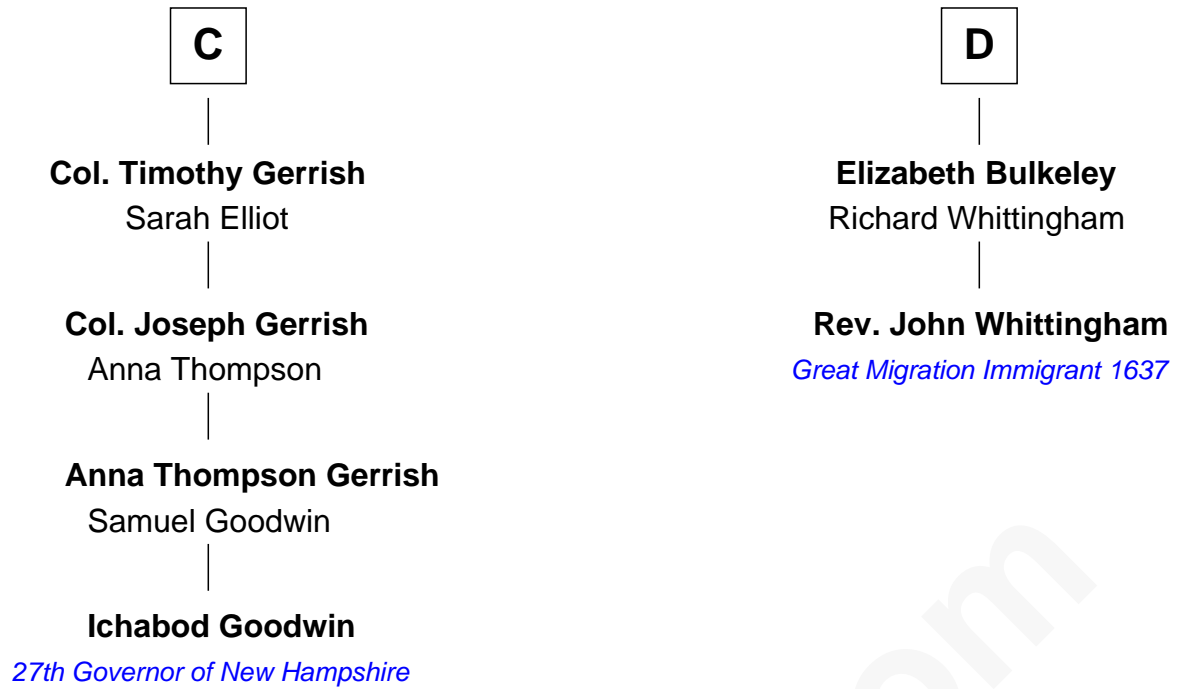 C
Col. Timothy Gerrish
Sarah Elliot
Col. Joseph Gerrish
Anna Thompson
Anna Thompson Gerrish
Samuel Goodwin
Ichabod Goodwin
27th Governor of New Hampshire
D
Elizabeth Bulkeley
Richard Whittingham
Rev. John Whittingham
Great Migration Immigrant 1637
om